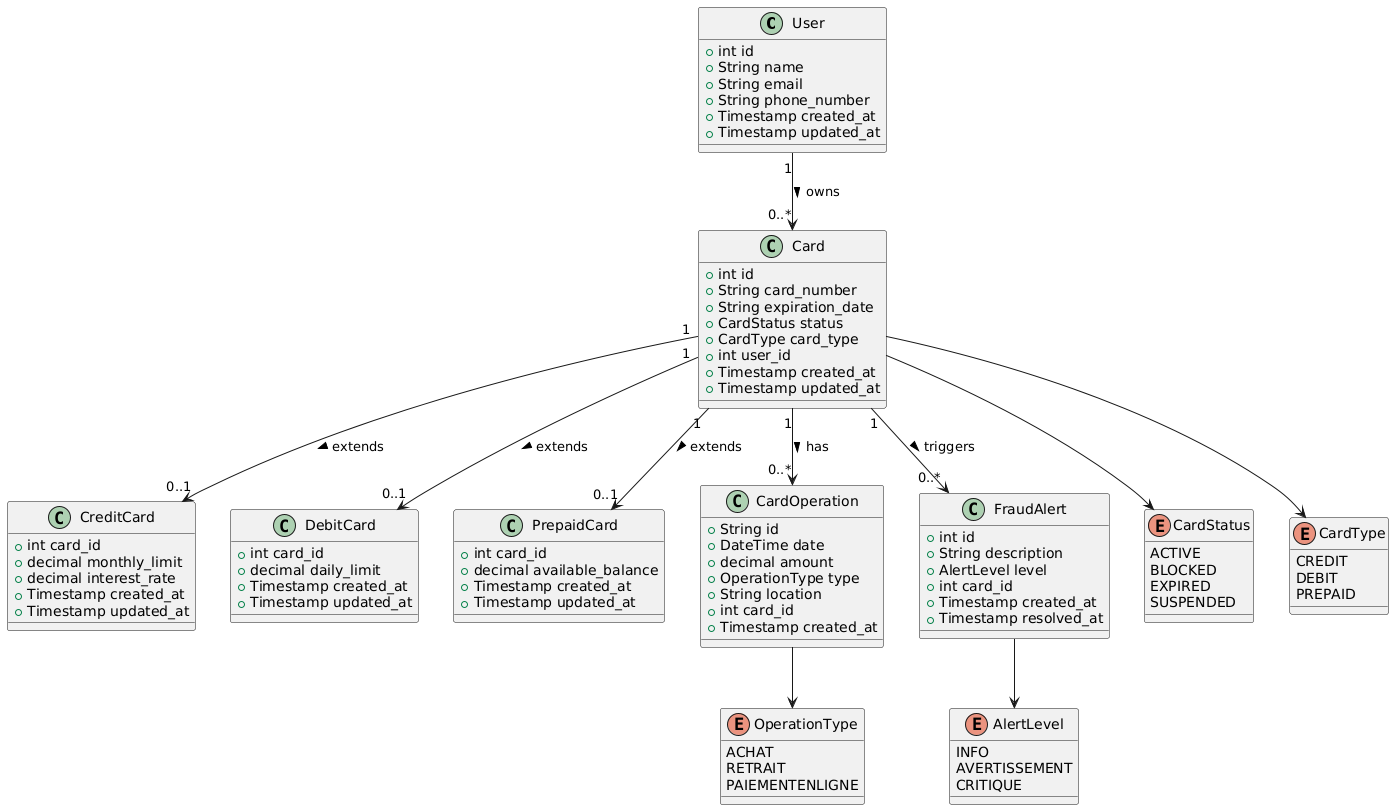 C User
int id
String name
String email
String phone_number
Timestamp created_at
Timestamp updated_at
1
owns
0..*
C Card
int id
String card_number
String expiration_date
CardStatus status
CardType card_type
int user_id
Timestamp created_at
Timestamp updated_at
1
1
1
1
1
extends
extends
extends
has
triggers
0..1
0..1
0..1
0..*
0..*
C CreditCard
int card_id
decimal monthly_limit
decimal interest_rate
Timestamp created_at
Timestamp updated_at
C DebitCard
int card_id
decimal daily_limit
Timestamp created_at
Timestamp updated_at
C PrepaidCard
int card_id
decimal available_balance
Timestamp created_at
Timestamp updated_at
C CardOperation
String id
DateTime date
decimal amount
OperationType type
String location
int card_id
Timestamp created_at
C FraudAlert
int id
String description
AlertLevel level
int card_id
Timestamp created_at
Timestamp resolved_at
E CardStatus
ACTIVE
BLOCKED
EXPIRED
SUSPENDED
E CardType
CREDIT
DEBIT
PREPAID
E OperationType
ACHAT
RETRAIT
PAIEMENTENLIGNE
E AlertLevel
INFO
AVERTISSEMENT
CRITIQUE